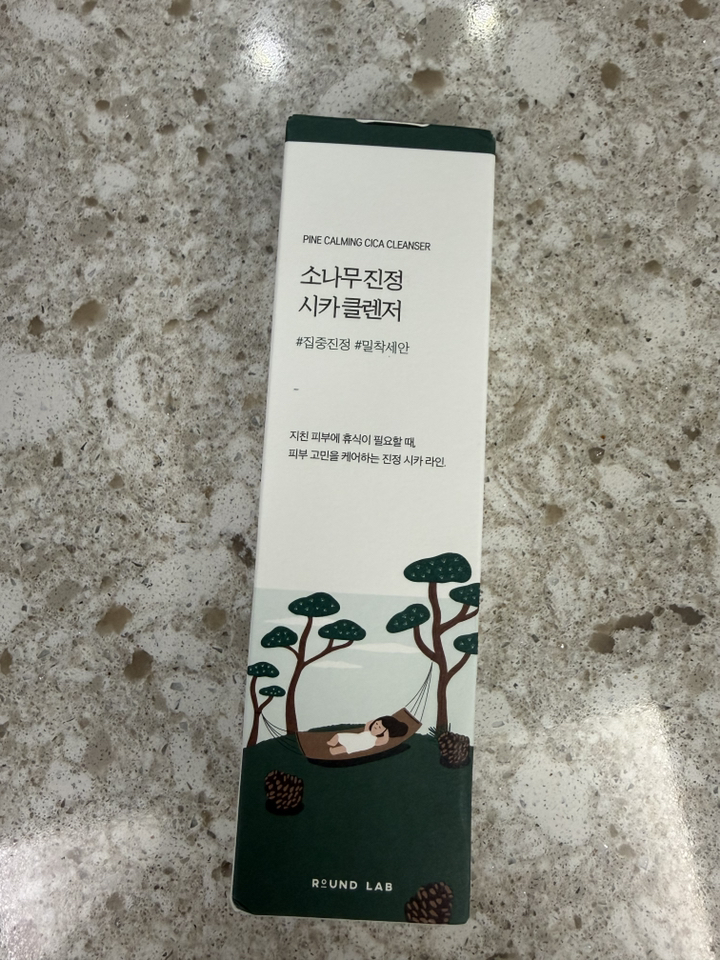 PINE CALMING CICA CLEANSER
소나무 진정
시카 클렌저
#집중진정 #밀착세안
지친 피부에 휴식이 필요할 때,
피부 고민을 케어하는 진정 시카 라인.
ROUND LAB